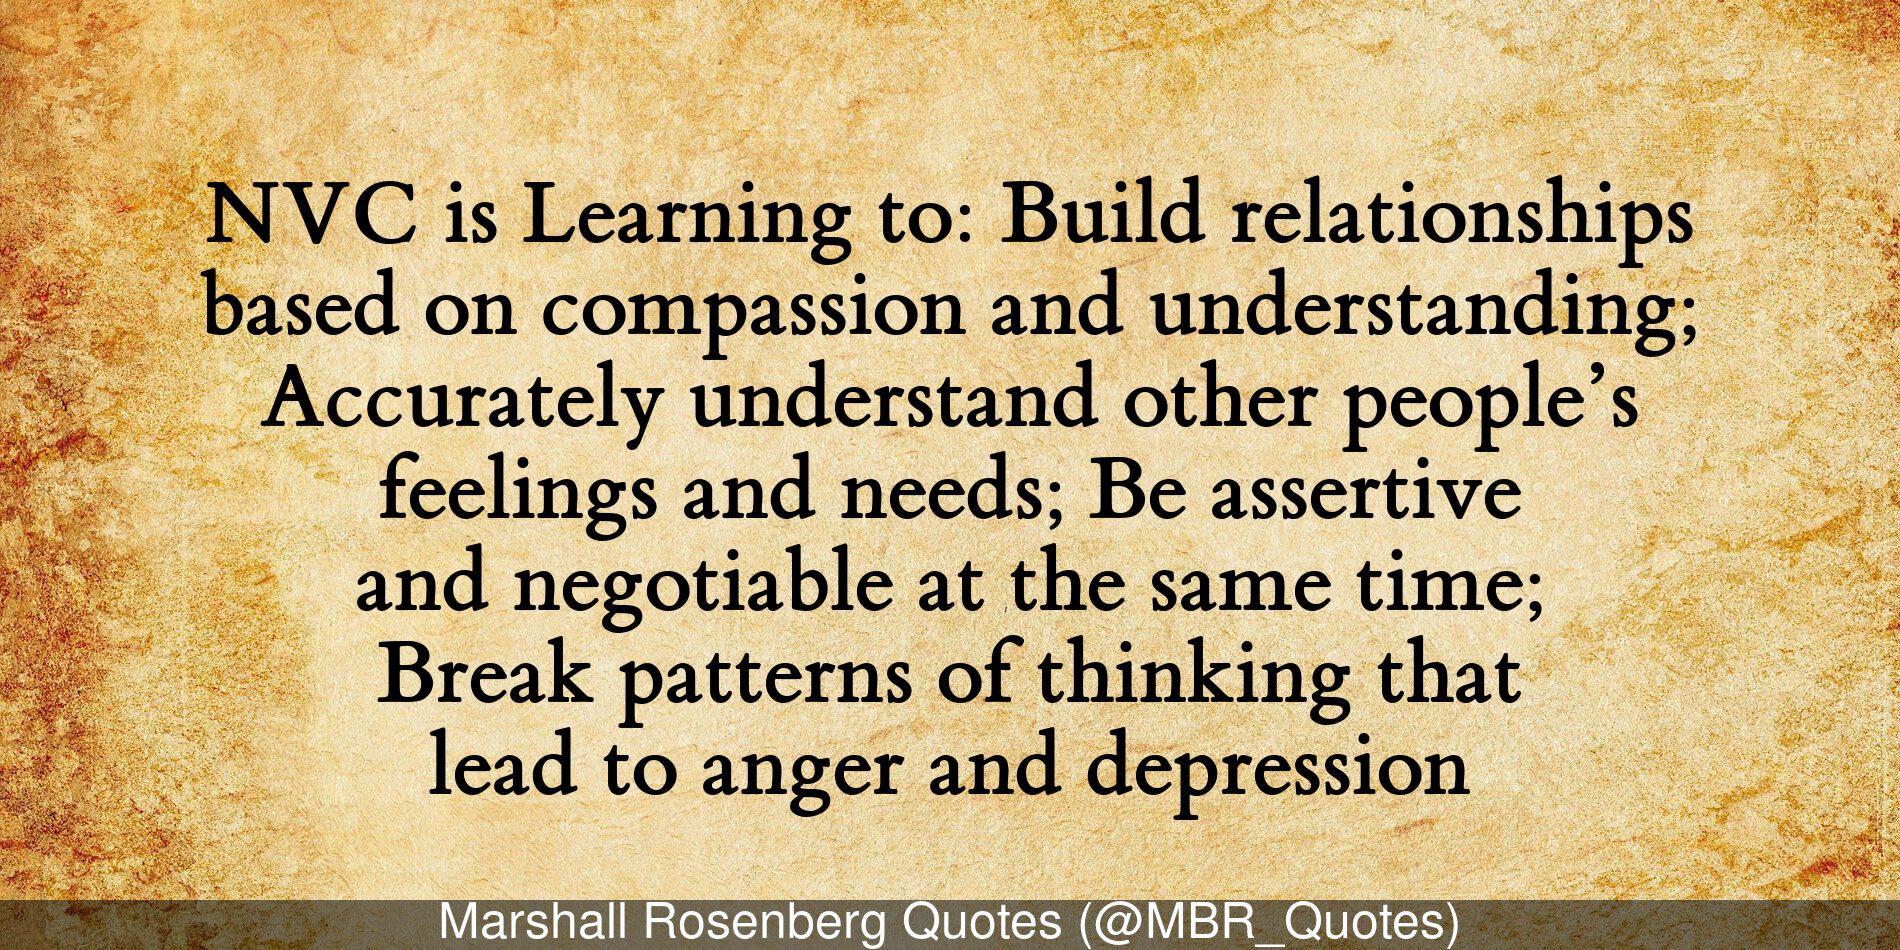 NVC is Learning to: Build relationships
based on compassion and understanding;
Accurately understand other people’s
feelings and needs; Be assertive
and negotiable at the same time;
Break patterns of thinking that
lead to anger and depression
Marshall Rosenberg Quotes (@MBR_Quotes)